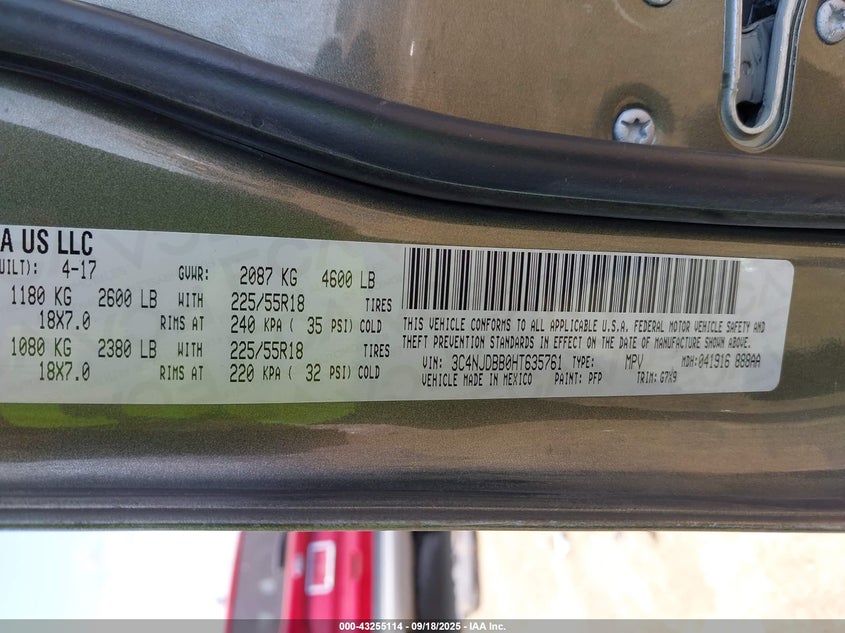 A US LLC
UILT): 4-17 GVWR: 2087 KG 4600 LB
1180 KG 2600 LB WITH 225/55R18 TIRES
18X7.0 RIMS AT 240 KPA ( 35 PSI) COLD
1080 KG 2380 LB WITH 225/55R18 TIRES
18X7.0 RIMS AT 220 KPA ( 32 PSI) COLD
THIS VEHICLE CONFORMS TO ALL APPLICABLE U.S.A. FEDERAL MOTOR VEHICLE SAFETY AND
THEFT PREVENTION STANDARDS IN EFFECT ON THE DATE OF MANUFACTURE SHOWN ABOVE.
VIN: 3C4NJDBB0HT635761 TYPE: MPV MDH: 041916 888AA
VEHICLE MADE IN MEXICO PAINT: PFP TRIM: G7X9
000-43255114 - 09/18/2025 - IAA Inc.